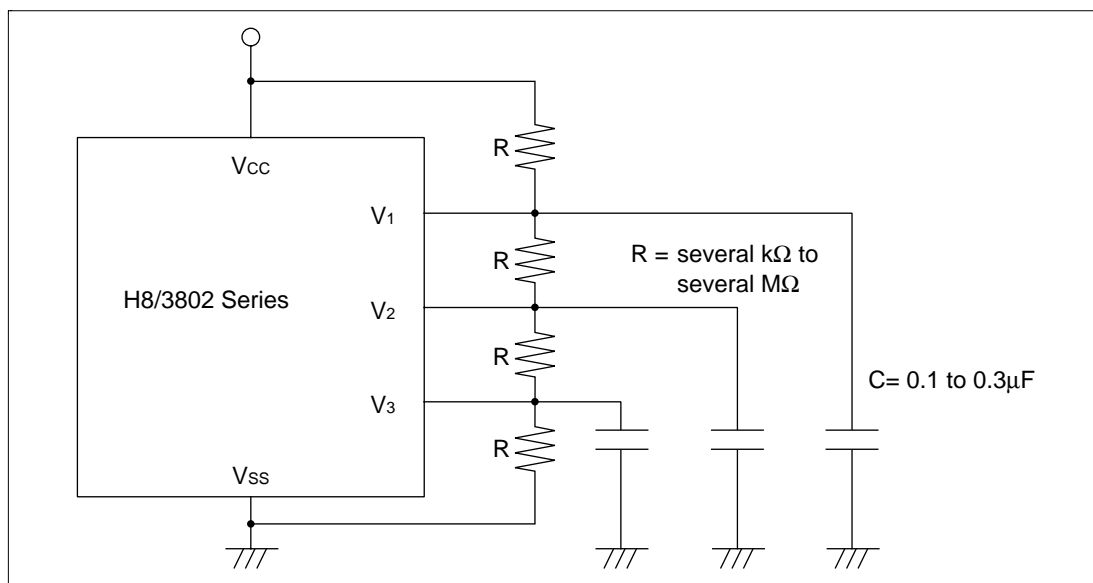 VCC
R
V1
R
R = several kΩ to
several MΩ
H8/3802 Series
V2
R
C= 0.1 to 0.3μF
V3
R
VSS